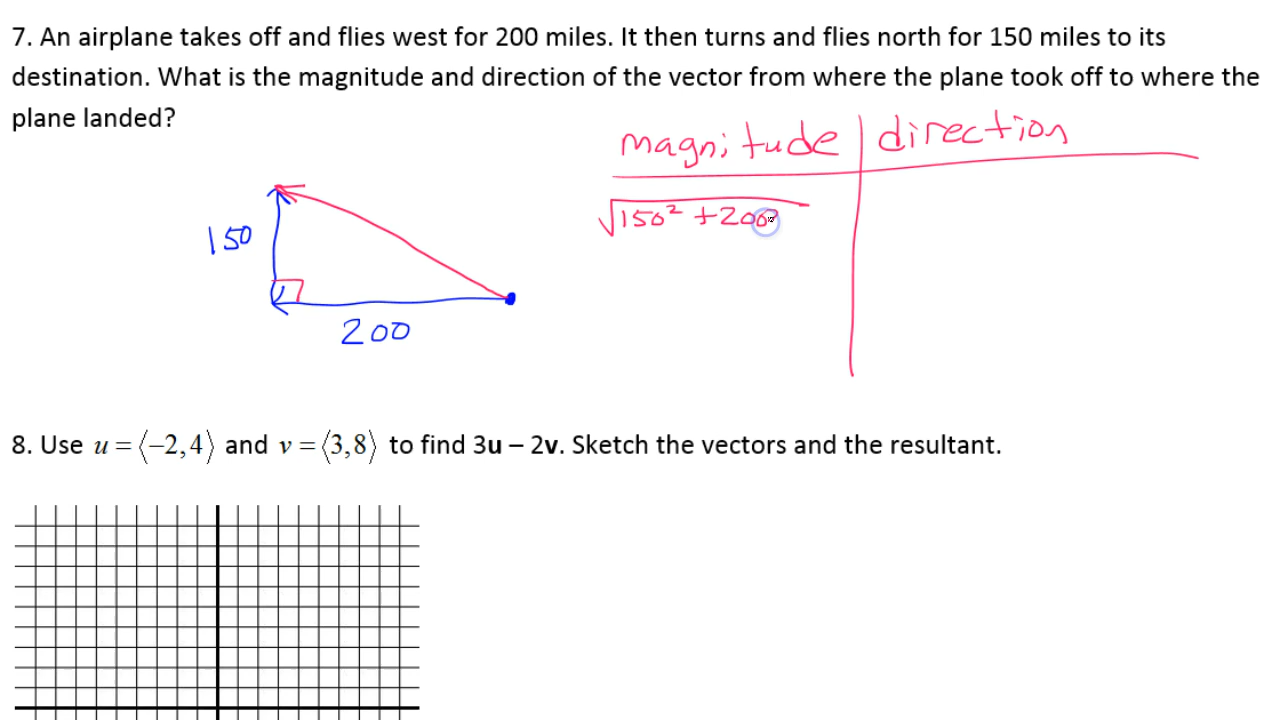 7. An airplane takes off and flies west for 200 miles. It then turns and flies north for 150 miles to its
destination. What is the magnitude and direction of the vector from where the plane took off to where the
plane landed?
magnitude direction
√150² + 200
150
200
8. Use u = ⟨−2, 4⟩ and v = ⟨3, 8⟩ to find 3u – 2v. Sketch the vectors and the resultant.